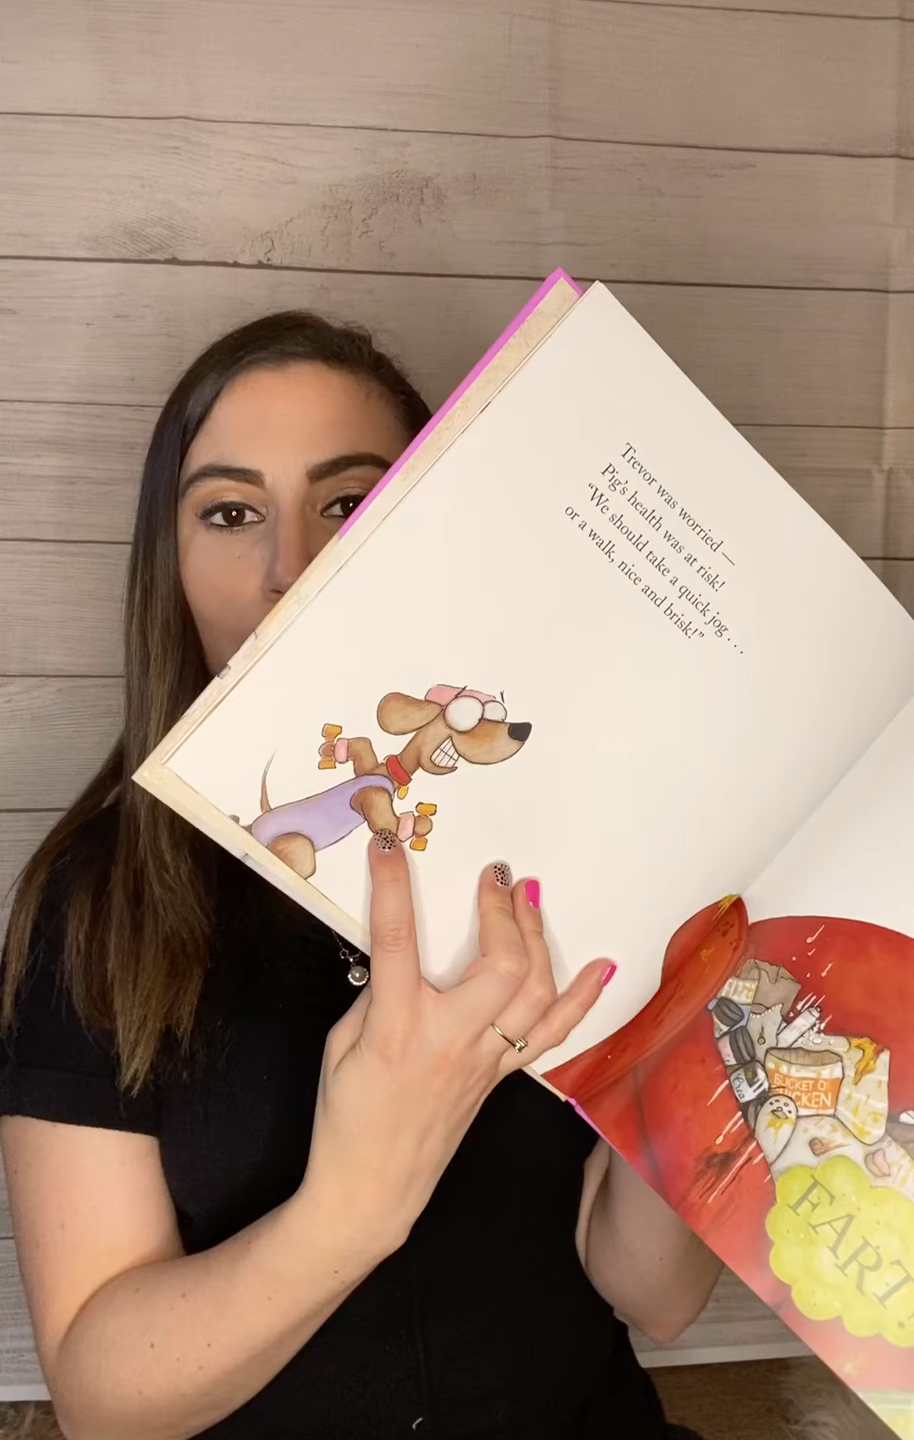 Trevor was worried —
Pig's health was at risk!
"We should take a quick jog . . .
or a walk, nice and brisk!"
BUCKET O'
CHICKEN
FART!